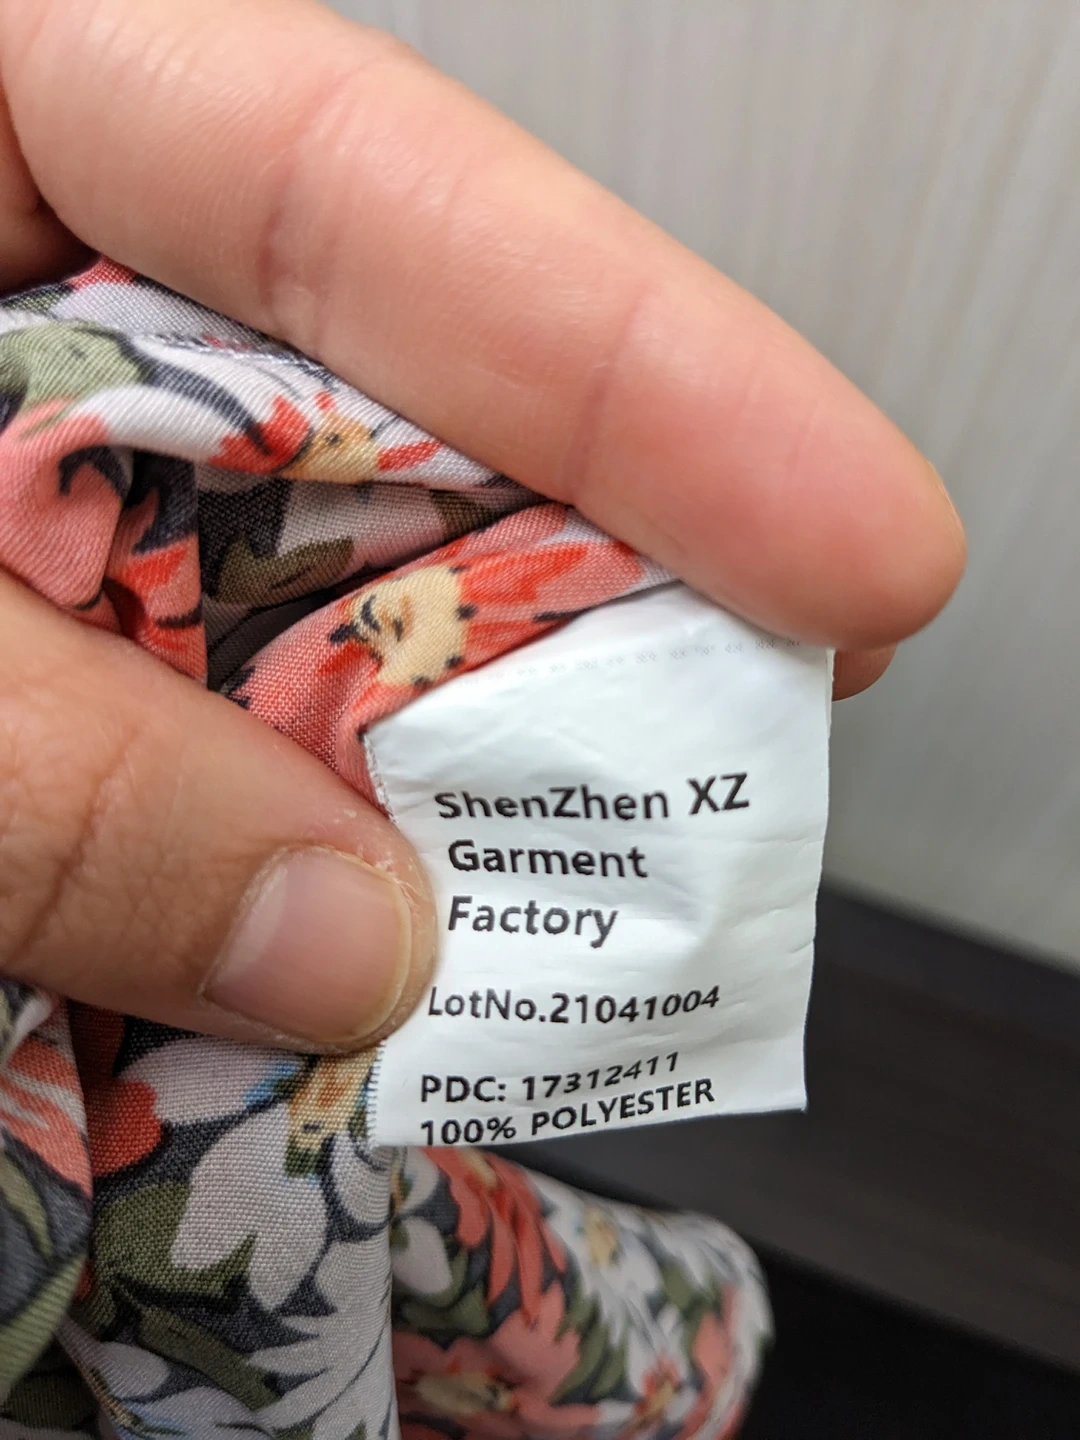 ShenZhen XZ
Garment
Factory
LotNo.21041004
PDC: 17312411
100% POLYESTER